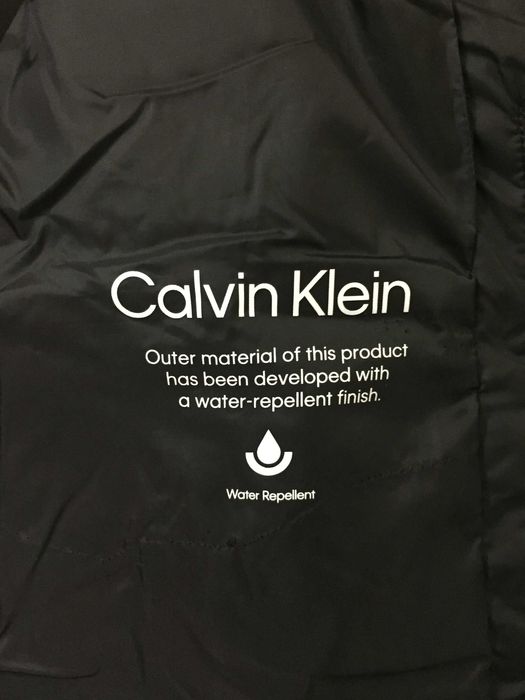 Calvin Klein
Outer material of this product
has been developed with
a water-repellent finish.
Water Repellent